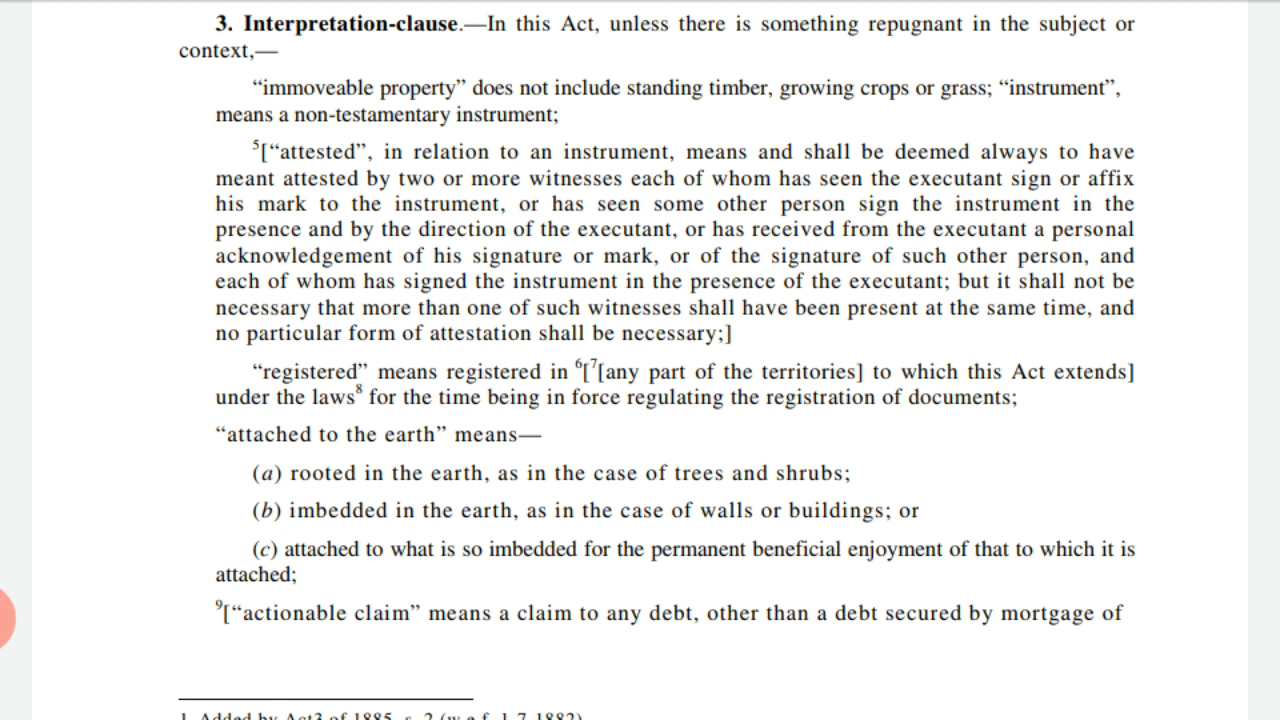 3. Interpretation-clause.—In this Act, unless there is something repugnant in the subject or
context,—
“immoveable property” does not include standing timber, growing crops or grass; “instrument”,
means a non-testamentary instrument;
5[“attested”, in relation to an instrument, means and shall be deemed always to have
meant attested by two or more witnesses each of whom has seen the executant sign or affix
his mark to the instrument, or has seen some other person sign the instrument in the
presence and by the direction of the executant, or has received from the executant a personal
acknowledgement of his signature or mark, or of the signature of such other person, and
each of whom has signed the instrument in the presence of the executant; but it shall not be
necessary that more than one of such witnesses shall have been present at the same time, and
no particular form of attestation shall be necessary;]
“registered” means registered in 6[7[any part of the territories] to which this Act extends]
under the laws8 for the time being in force regulating the registration of documents;
“attached to the earth” means—
(a) rooted in the earth, as in the case of trees and shrubs;
(b) imbedded in the earth, as in the case of walls or buildings; or
(c) attached to what is so imbedded for the permanent beneficial enjoyment of that to which it is
attached;
9[“actionable claim” means a claim to any debt, other than a debt secured by mortgage of
1. Added by Act3 of 1885, s. 2 (w.e.f. 1-7-1882)